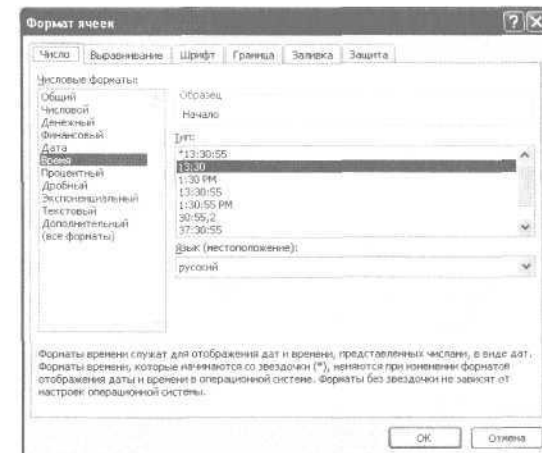 Формат ячеек
Число Выравнивание Шрифт Граница Заливка Защита
Числовые форматы:
Общий
Числовой
Денежный
Финансовый
Дата
Время
Процентный
Дробный
Экспоненциальный
Текстовый
Дополнительный
(все форматы)
Образец
Начало
Тип:
*13:30:55
13:30
1:30 PM
13:30:55
1:30:55 PM
30:55,2
37:30:55
Язык (местоположение):
русский
Форматы времени служат для отображения дат и времени, представленных числами, в виде дат.
Форматы времени, которые начинаются со звездочки (*), меняются при изменении форматов
отображения даты и времени в операционной системе. Форматы без звездочки не зависят от
настроек операционной системы.
ОК Отмена